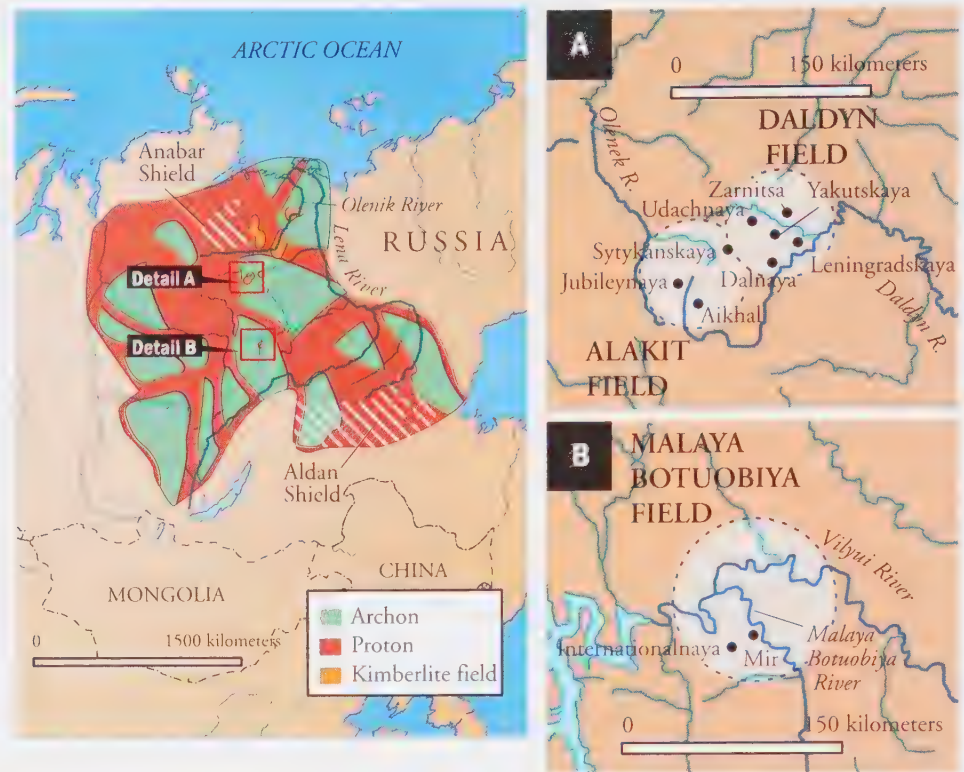 ARCTIC OCEAN
Anabar
Shield
Olenik River
Lena River
RUSSIA
Detail A
Detail B
Aldan
Shield
MONGOLIA
CHINA
0 1500 kilometers
Archon
Proton
Kimberlite field
A
0 150 kilometers
DALDYN
FIELD
Olenek R.
Zarnitsa
Yakutskaya
Udachnaya
Sytykanskaya
Leningradskaya
Jubileynaya
Dalnaya
Aikhal
Daldyn R.
ALAKIT
FIELD
B
MALAYA
BOTUOBIYA
FIELD
Vilyui River
Internationalnaya
Mir
Malaya
Botuobiya
River
0 150 kilometers